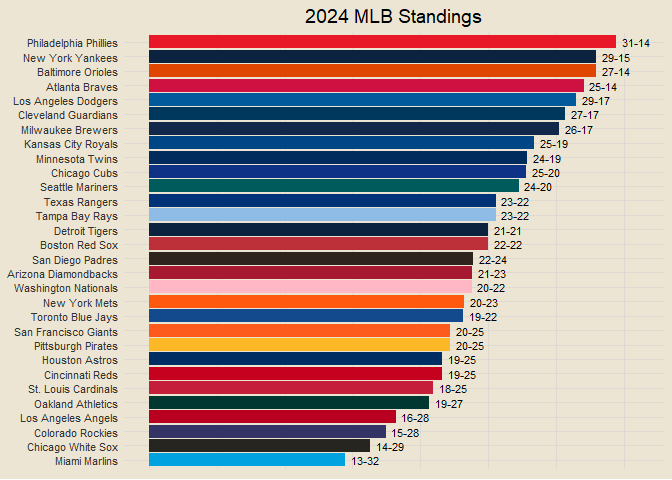 2024 MLB Standings
Philadelphia Phillies 31-14
New York Yankees 29-15
Baltimore Orioles 27-14
Atlanta Braves 25-14
Los Angeles Dodgers 29-17
Cleveland Guardians 27-17
Milwaukee Brewers 26-17
Kansas City Royals 25-19
Minnesota Twins 24-19
Chicago Cubs 25-20
Seattle Mariners 24-20
Texas Rangers 23-22
Tampa Bay Rays 23-22
Detroit Tigers 21-21
Boston Red Sox 22-22
San Diego Padres 22-24
Arizona Diamondbacks 21-23
Washington Nationals 20-22
New York Mets 20-23
Toronto Blue Jays 19-22
San Francisco Giants 20-25
Pittsburgh Pirates 20-25
Houston Astros 19-25
Cincinnati Reds 19-25
St. Louis Cardinals 18-25
Oakland Athletics 19-27
Los Angeles Angels 16-28
Colorado Rockies 15-28
Chicago White Sox 14-29
Miami Marlins 13-32